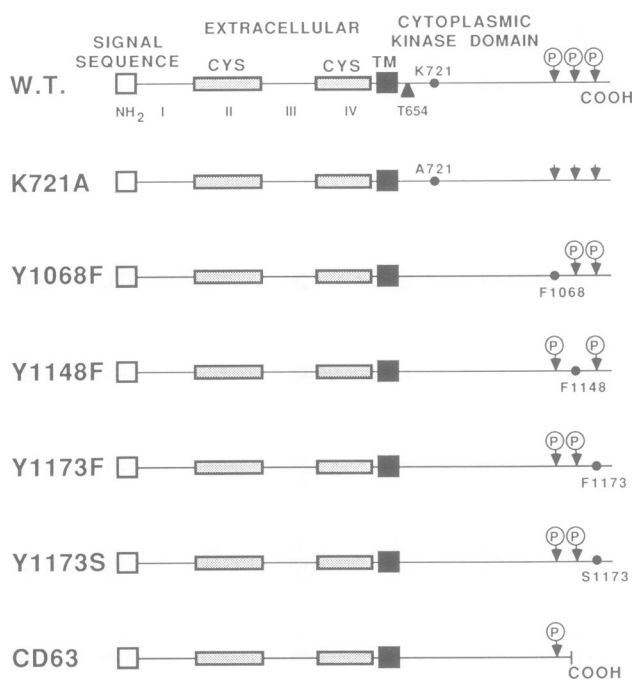 SIGNAL SEQUENCE
EXTRACELLULAR
CYTOPLASMIC KINASE DOMAIN
CYS
CYS
TM
K721
P P P
W.T.
COOH
NH2 I II III IV T654
A721
K721A
P P
Y1068F
F1068
P P
Y1148F
F1148
P P
Y1173F
F1173
P P
Y1173S
S1173
P
CD63
COOH